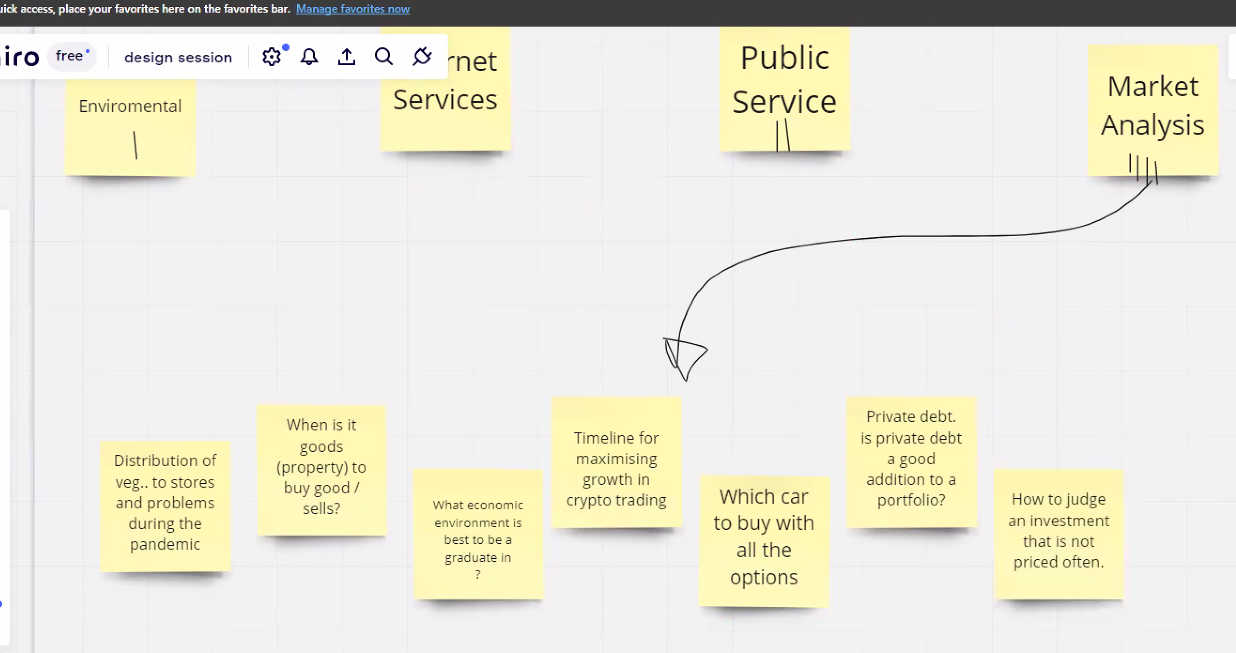 quick access, place your favorites here on the favorites bar. Manage favorites now
free
design session
Enviromental
Services
Public
Service
Market
Analysis
Distribution of
veg.. to stores
and problems
during the
pandemic
When is it
goods
(property) to
buy good /
sells?
What economic
environment is
best to be a
graduate in
?
Timeline for
maximising
growth in
crypto trading
Which car
to buy with
all the
options
Private debt.
is private debt
a good
addition to a
portfolio?
How to judge
an investment
that is not
priced often.